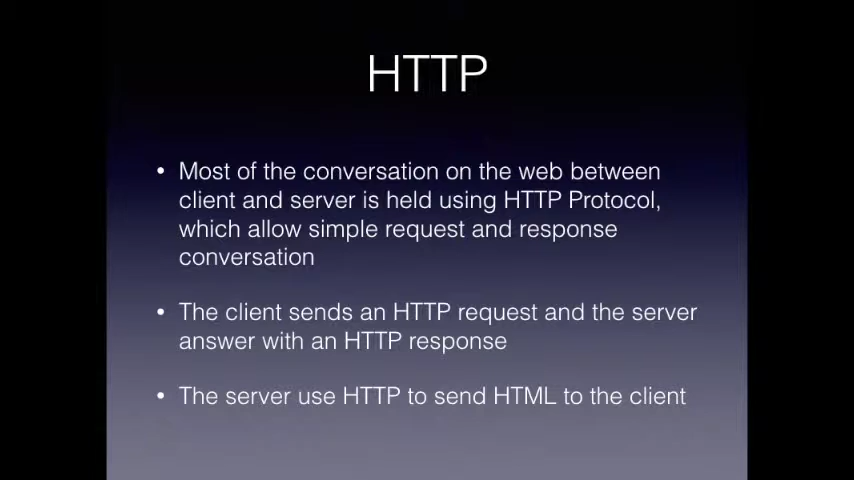 HTTP
• Most of the conversation on the web between
client and server is held using HTTP Protocol,
which allow simple request and response
conversation
• The client sends an HTTP request and the server
answer with an HTTP response
• The server use HTTP to send HTML to the client